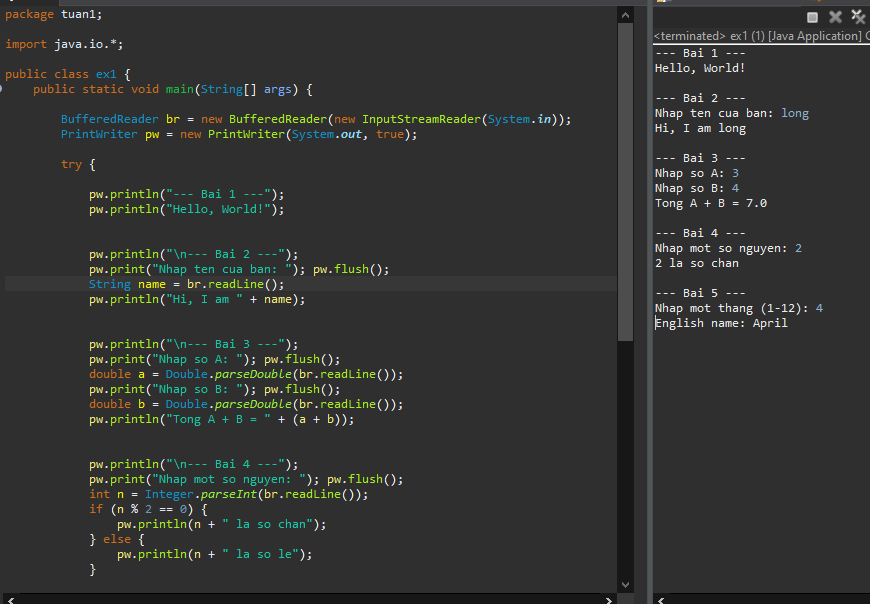 package tuan1;
import java.io.*;
public class ex1 {
public static void main(String[] args) {
BufferedReader br = new BufferedReader(new InputStreamReader(System.in));
PrintWriter pw = new PrintWriter(System.out, true);
try {
pw.println("--- Bai 1 ---");
pw.println("Hello, World!");
pw.println("\n--- Bai 2 ---");
pw.print("Nhap ten cua ban: "); pw.flush();
String name = br.readLine();
pw.println("Hi, I am " + name);
pw.println("\n--- Bai 3 ---");
pw.print("Nhap so A: "); pw.flush();
double a = Double.parseDouble(br.readLine());
pw.print("Nhap so B: "); pw.flush();
double b = Double.parseDouble(br.readLine());
pw.println("Tong A + B = " + (a + b));
pw.println("\n--- Bai 4 ---");
pw.print("Nhap mot so nguyen: "); pw.flush();
int n = Integer.parseInt(br.readLine());
if (n % 2 == 0) {
pw.println(n + " la so chan");
} else {
pw.println(n + " la so le");
}
<terminated> ex1 (1) [Java Application]
--- Bai 1 ---
Hello, World!
--- Bai 2 ---
Nhap ten cua ban: long
Hi, I am long
--- Bai 3 ---
Nhap so A: 3
Nhap so B: 4
Tong A + B = 7.0
--- Bai 4 ---
Nhap mot so nguyen: 2
2 la so chan
--- Bai 5 ---
Nhap mot thang (1-12): 4
English name: April